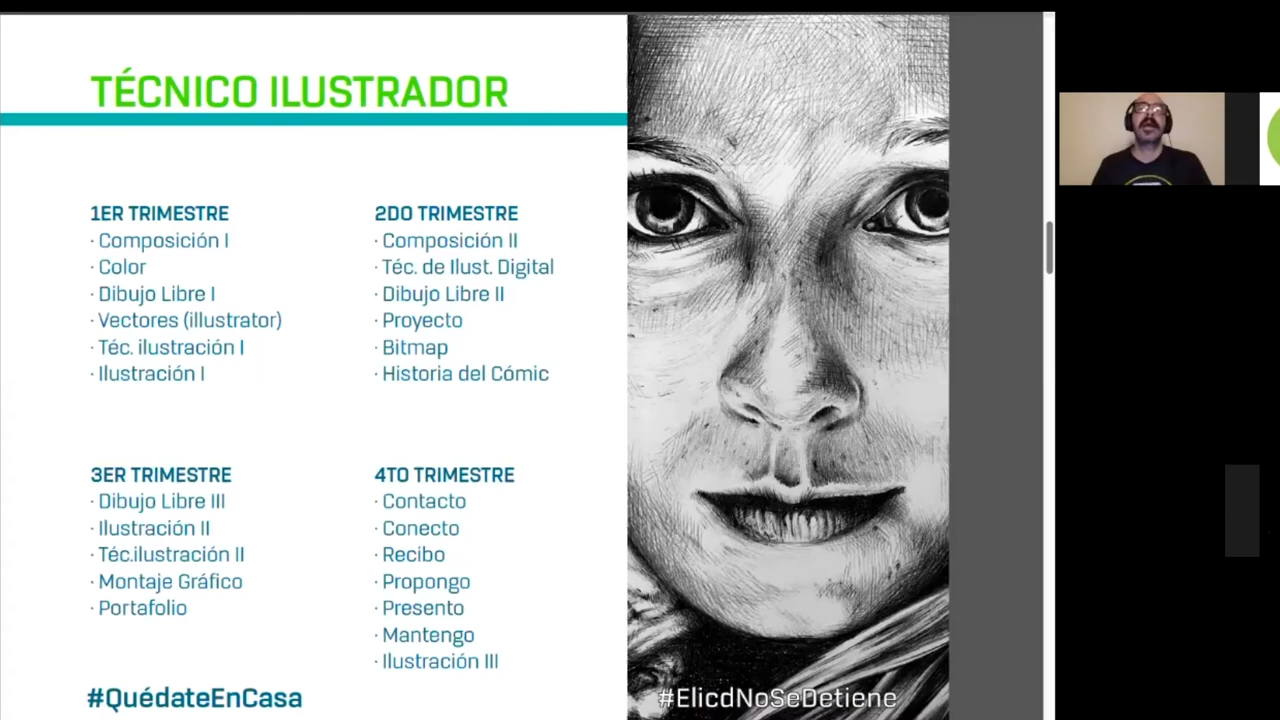 TÉCNICO ILUSTRADOR
1ER TRIMESTRE
· Composición I
· Color
· Dibujo Libre I
· Vectores (illustrator)
· Téc. ilustración I
· Ilustración I
2DO TRIMESTRE
· Composición II
· Téc. de Ilust. Digital
· Dibujo Libre II
· Proyecto
· Bitmap
· Historia del Cómic
3ER TRIMESTRE
· Dibujo Libre III
· Ilustración II
· Téc.ilustración II
· Montaje Gráfico
· Portafolio
4TO TRIMESTRE
· Contacto
· Conecto
· Recibo
· Propongo
· Presento
· Mantengo
· Ilustración III
#QuédateEnCasa
#ElicdNoSeDetiene